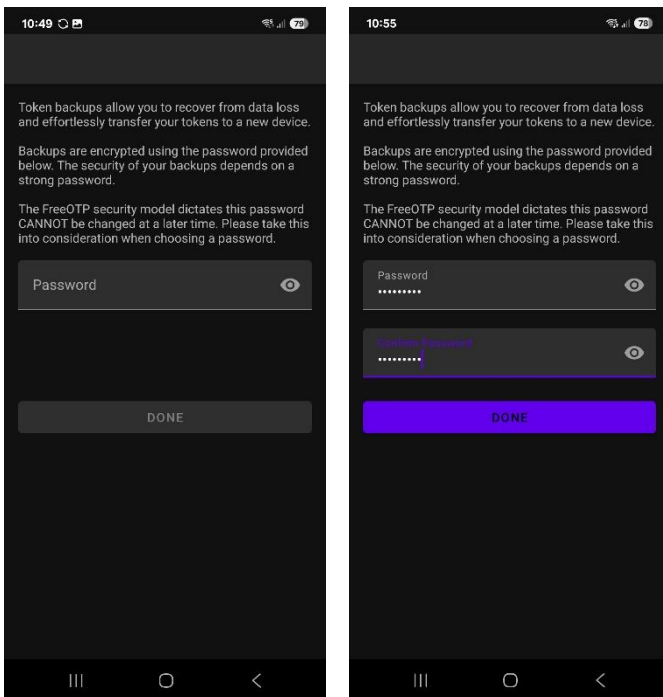 10:49
79
Token backups allow you to recover from data loss
and effortlessly transfer your tokens to a new device.
Backups are encrypted using the password provided
below. The security of your backups depends on a
strong password.
The FreeOTP security model dictates this password
CANNOT be changed at a later time. Please take this
into consideration when choosing a password.
Password
DONE
10:55
78
Token backups allow you to recover from data loss
and effortlessly transfer your tokens to a new device.
Backups are encrypted using the password provided
below. The security of your backups depends on a
strong password.
The FreeOTP security model dictates this password
CANNOT be changed at a later time. Please take this
into consideration when choosing a password.
Password
•••••••••
Confirm Password
•••••••••
DONE